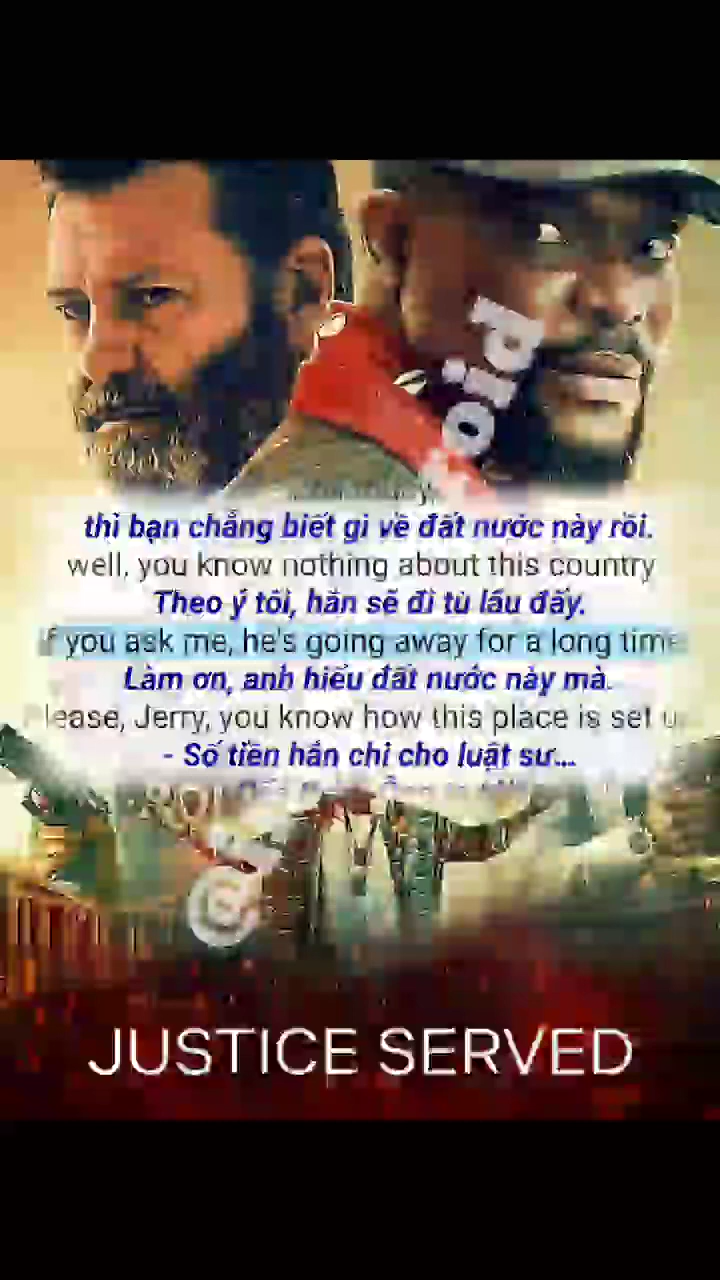 thì bạn chẳng biết gì về đất nước này rồi.
well, you know nothing about this country
Theo ý tôi, hắn sẽ đi tù lâu đấy.
If you ask me, he's going away for a long time
Làm ơn, anh hiểu đất nước này mà.
Please, Jerry, you know how this place is set
- Số tiền hắn chi cho luật sư...
JUSTICE SERVED